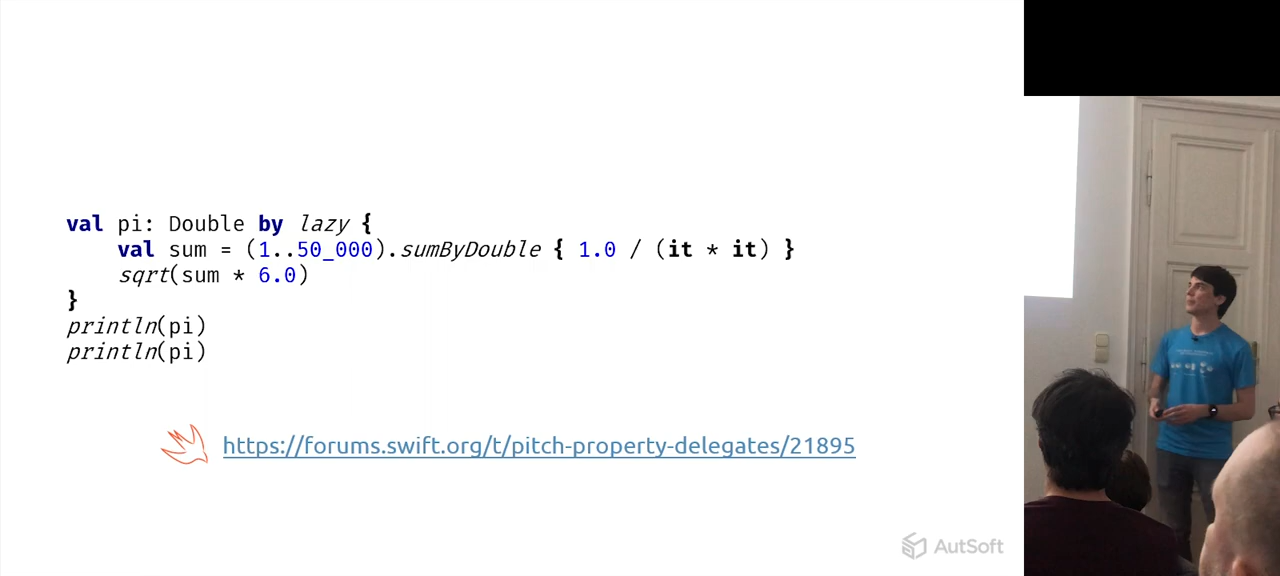 val pi: Double by lazy {
    val sum = (1..50_000).sumByDouble { 1.0 / (it * it) }
    sqrt(sum * 6.0)
}
println(pi)
println(pi)
https://forums.swift.org/t/pitch-property-delegates/21895
AutSoft